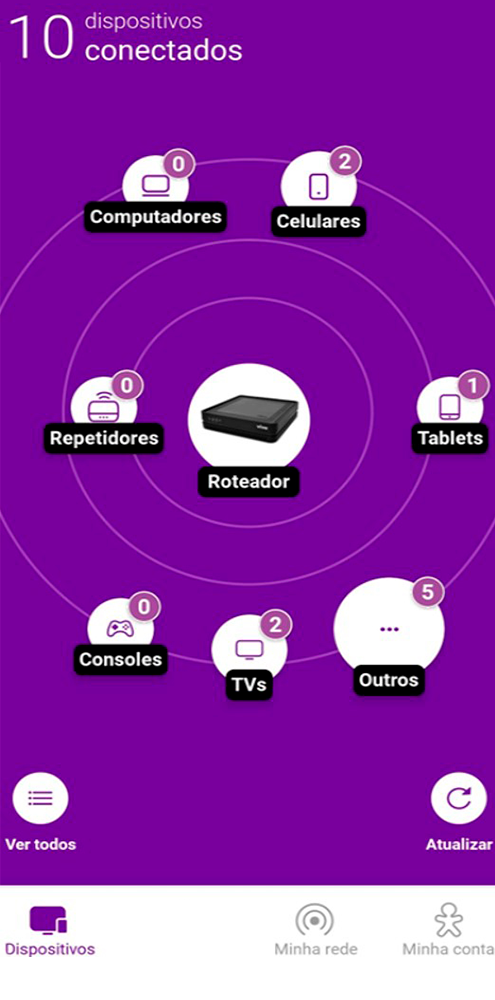 10 dispositivos
conectados
0
2
Computadores
Celulares
0
1
Repetidores
Tablets
vivo
Roteador
5
0
2
Consoles
TVs
Outros
Ver todos
Atualizar
Dispositivos
Minha rede
Minha conta